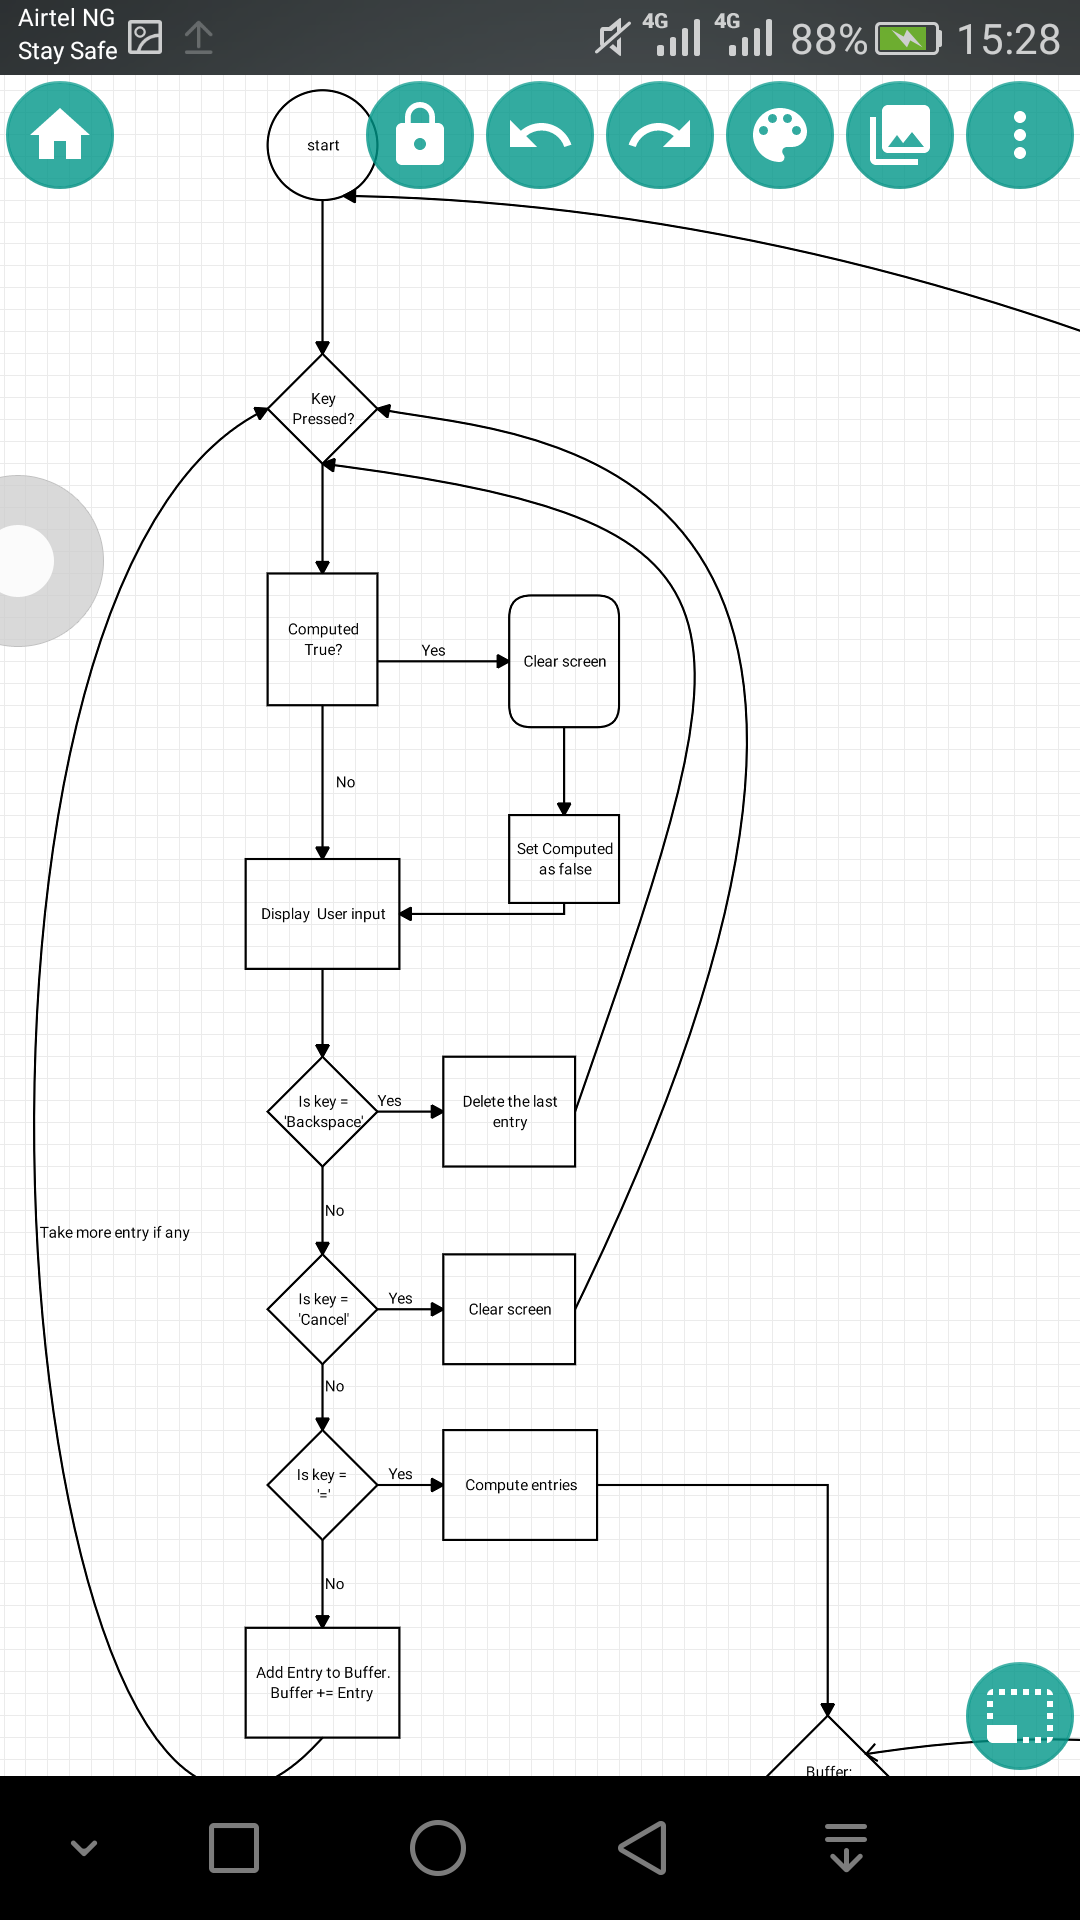 Airtel NG
Stay Safe
4G
4G
88%
15:28
start
Key
Pressed?
Computed
True?
Yes
Clear screen
No
Set Computed
as false
Display User input
Is key =
'Backspace'
Yes
Delete the last
entry
No
Take more entry if any
Is key =
'Cancel'
Yes
Clear screen
No
Is key =
'='
Yes
Compute entries
No
Add Entry to Buffer.
Buffer += Entry
Buffer: